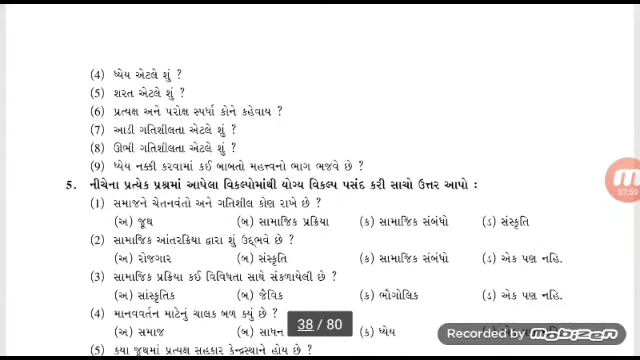 (4) ધ્યેય એટલે શું ?
(5) શરત એટલે શું ?
(6) પ્રત્યક્ષ અને પરોક્ષ સ્પર્ધા કોને કહેવાય ?
(7) આડી ગતિશીલતા એટલે શું ?
(8) ઊભી ગતિશીલતા એટલે શું ?
(9) ધ્યેય નક્કી કરવામાં કઈ બાબતો મહત્ત્વનો ભાગ ભજવે છે ?
5. નીચેના પ્રત્યેક પ્રશ્નમાં આપેલા વિકલ્પોમાંથી યોગ્ય વિકલ્પ પસંદ કરી સાચો ઉત્તર આપો :
(1) સમાજને ચેતનવંતો અને ગતિશીલ કોણ રાખે છે ?
(અ) જૂથ (બ) સામાજિક પ્રક્રિયા (ક) સામાજિક સંબંધો (ડ) સંસ્કૃતિ
(2) સામાજિક આંતરક્રિયા દ્વારા શું ઉદ્ભવે છે ?
(અ) રોજગાર (બ) સંસ્કૃતિ (ક) સામાજિક સંબંધો (ડ) એક પણ નહિ.
(3) સામાજિક પ્રક્રિયા કઈ વિવિધતા સાથે સંકળાયેલી છે ?
(અ) સાંસ્કૃતિક (બ) જૈવિક (ક) ભૌગોલિક (ડ) એક પણ નહિ.
(4) માનવવર્તન માટેનું ચાલક બળ કયું છે ?
(અ) સમાજ (બ) સાધન (ક) ધ્યેય
(5) કયા જૂથમાં પ્રત્યક્ષ સહકાર કેન્દ્રસ્થાને હોય છે ?
38 / 80
07:59
Recorded by mobizen